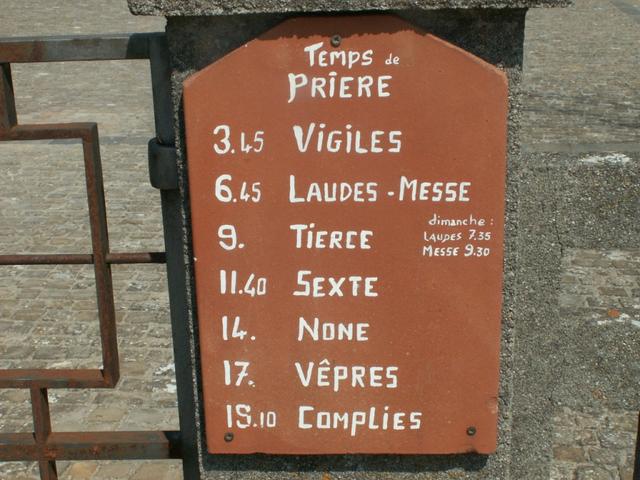 Temps de
PRIÈRE
3.45 VIGILES
6.45 LAUDES - MESSE
9. TIERCE
dimanche :
LAUDES 7.35
MESSE 9.30
11.40 SEXTE
14. NONE
17. VÊPRES
19.10 COMPLIES